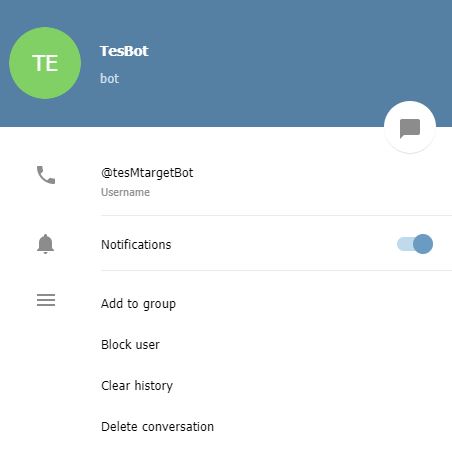 TE
TesBot
bot
@tesMtargetBot
Username
Notifications
Add to group
Block user
Clear history
Delete conversation